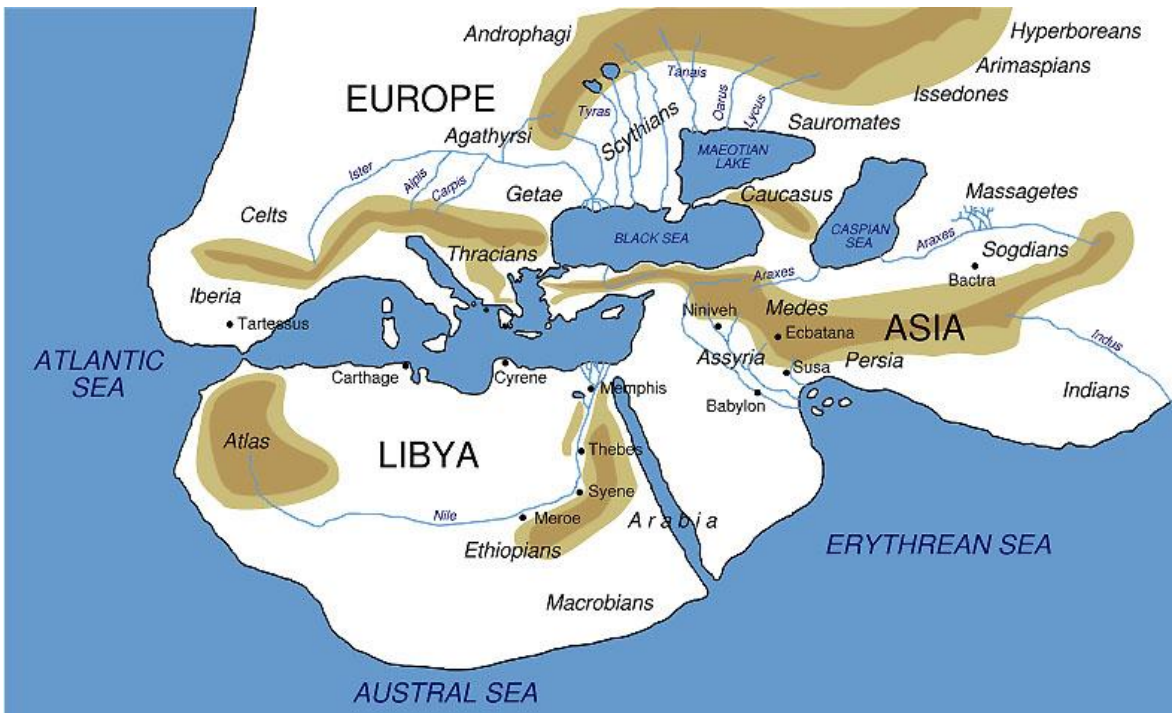 Androphagi
Hyperboreans
Arimaspians
Issedones
EUROPE
Tyras
Scythians
Tanais
Oarus
Lycus
Sauromates
Agathyrsi
MAEOTIAN
LAKE
Ister
Alpis
Carpis
Getae
Caucasus
Massagetes
Celts
BLACK SEA
CASPIAN
SEA
Araxes
Sogdians
Thracians
Araxes
Bactra
Iberia
Tartessus
Niniveh
Medes
Ecbatana
ASIA
Indus
ATLANTIC
SEA
Carthage
Cyrene
Memphis
Assyria
Susa
Persia
Babylon
Indians
Atlas
LIBYA
Thebes
Syene
Nile
Meroe
Arabia
Ethiopians
ERYTHREAN SEA
Macrobians
AUSTRAL SEA